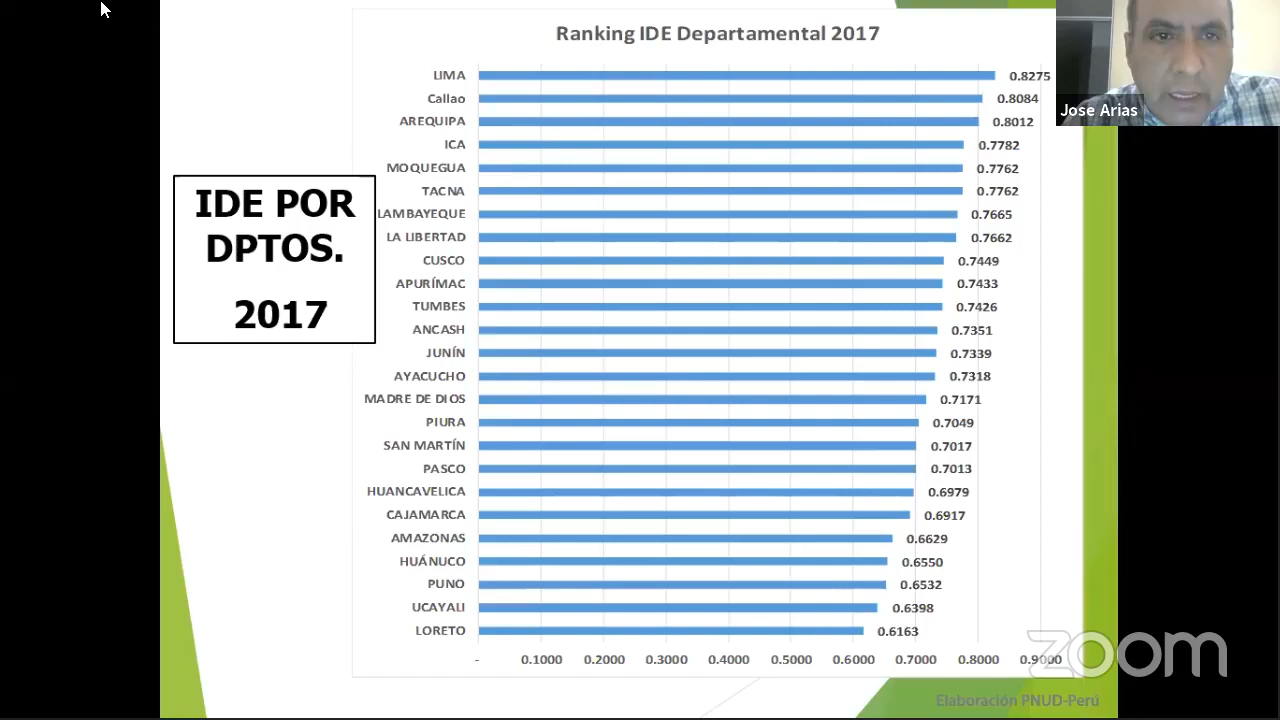 Ranking IDE Departamental 2017
Jose Arias
IDE POR
DPTOS.
2017
LIMA 0.8275
Callao 0.8084
AREQUIPA 0.8012
ICA 0.7782
MOQUEGUA 0.7762
TACNA 0.7762
LAMBAYEQUE 0.7665
LA LIBERTAD 0.7662
CUSCO 0.7449
APURÍMAC 0.7433
TUMBES 0.7426
ANCASH 0.7351
JUNÍN 0.7339
AYACUCHO 0.7318
MADRE DE DIOS 0.7171
PIURA 0.7049
SAN MARTÍN 0.7017
PASCO 0.7013
HUANCAVELICA 0.6979
CAJAMARCA 0.6917
AMAZONAS 0.6629
HUÁNUCO 0.6550
PUNO 0.6532
UCAYALI 0.6398
LORETO 0.6163
- 0.1000 0.2000 0.3000 0.4000 0.5000 0.6000 0.7000 0.8000 0.9000
zoom
Elaboración PNUD-Perú